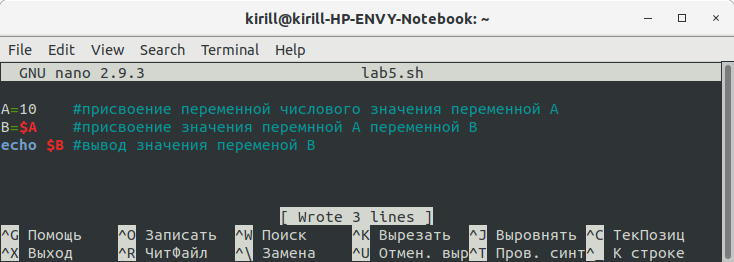 kirill@kirill-HP-ENVY-Notebook: ~
File Edit View Search Terminal Help
GNU nano 2.9.3 lab5.sh
A=10 #присвоение переменной числового значения переменной А
B=$A #присвоение значения перемнной А переменной В
echo $B #вывод значения переменой В
[ Wrote 3 lines ]
^G Помощь ^O Записать ^W Поиск ^K Вырезать ^J Выровнять ^C ТекПозиц
^X Выход ^R ЧитФайл ^\ Замена ^U Отмен. выр^T Пров. синт^_ К строке